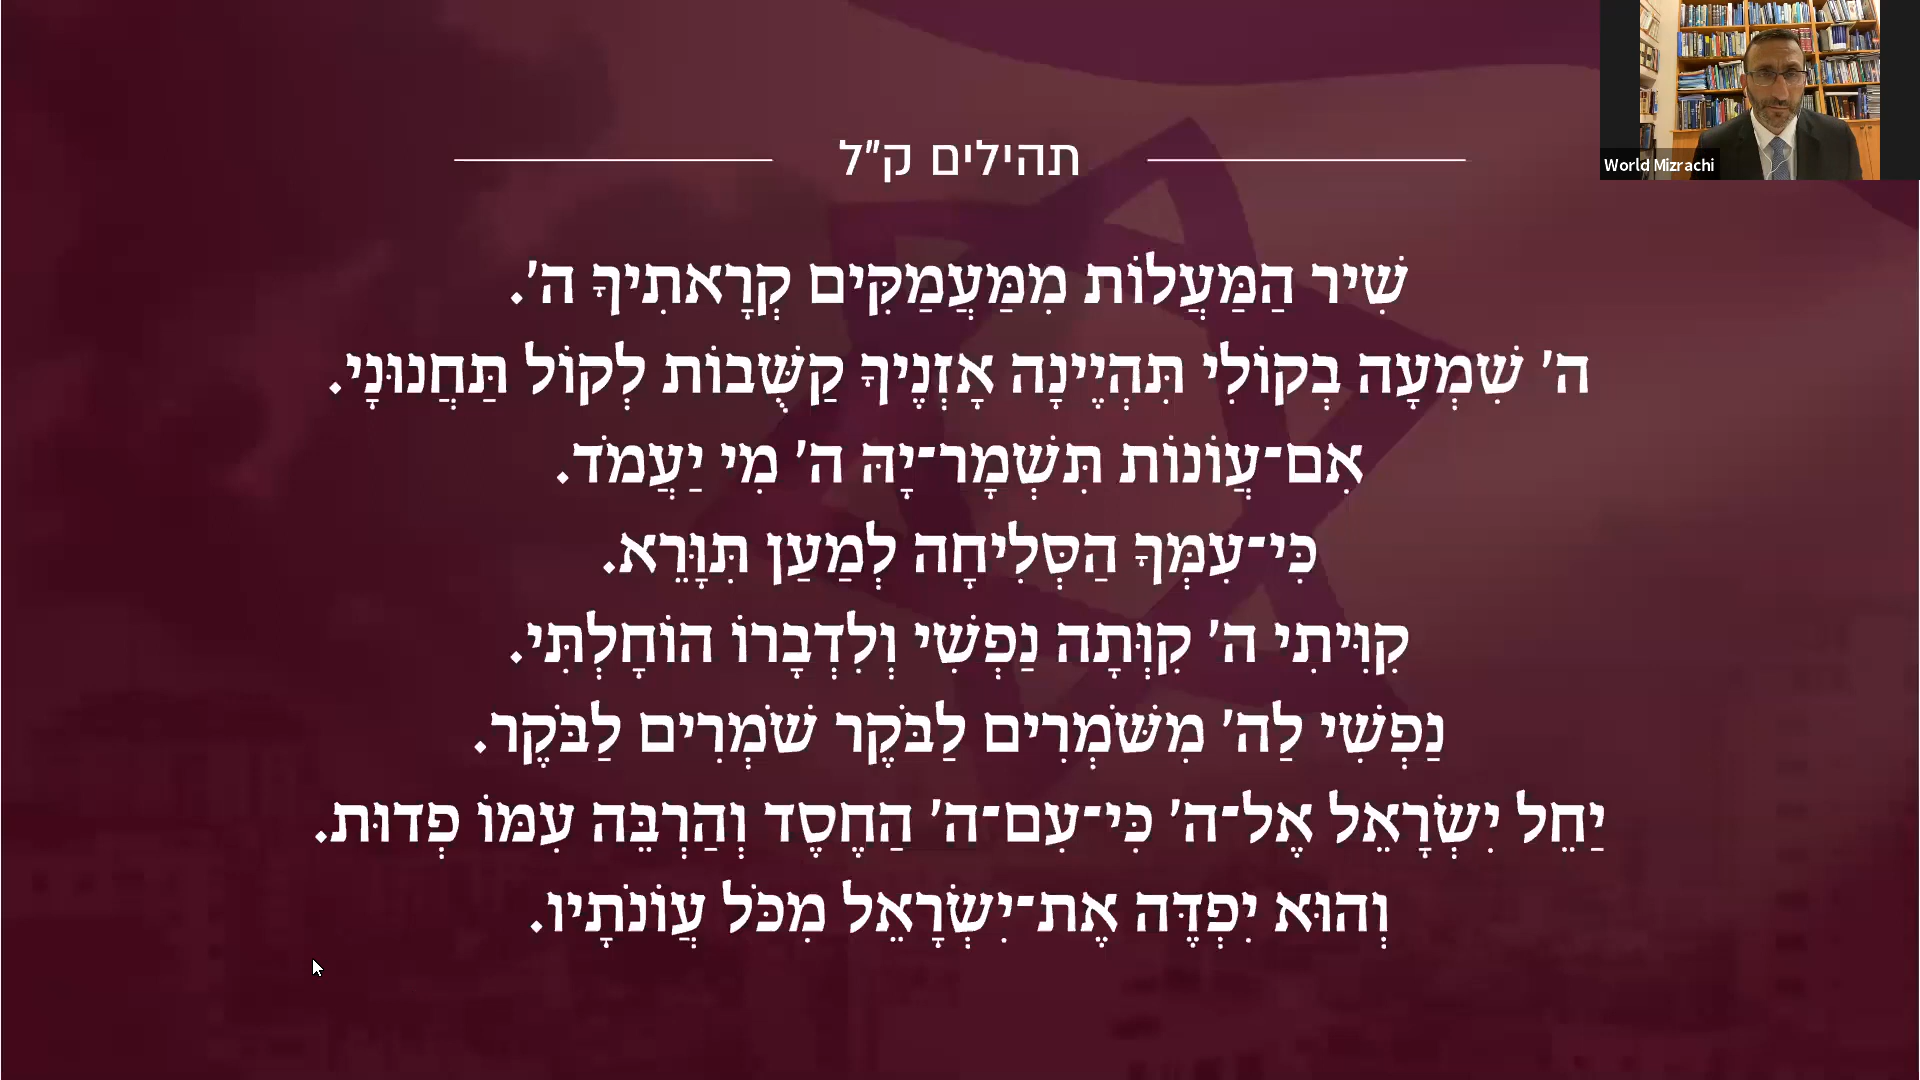 תהילים ק"ל
World Mizrachi
שִׁיר הַמַּעֲלוֹת מִמַּעֲמַקִּים קְרָאתִיךָ ה'.
ה' שִׁמְעָה בְקוֹלִי תִּהְיֶינָה אָזְנֶיךָ קַשֻּׁבוֹת לְקוֹל תַּחֲנוּנָי.
אִם־עֲוֹנוֹת תִּשְׁמָר־יָהּ ה' מִי יַעֲמֹד.
כִּי־עִמְּךָ הַסְּלִיחָה לְמַעַן תִּוָּרֵא.
קִוִּיתִי ה' קִוְּתָה נַפְשִׁי וְלִדְבָרוֹ הוֹחָלְתִּי.
נַפְשִׁי לַה' מִשֹּׁמְרִים לַבֹּקֶר שֹׁמְרִים לַבֹּקֶר.
יַחֵל יִשְׂרָאֵל אֶל־ה' כִּי־עִם־ה' הַחֶסֶד וְהַרְבֵּה עִמּוֹ פְדוּת.
וְהוּא יִפְדֶּה אֶת־יִשְׂרָאֵל מִכֹּל עֲוֹנֹתָיו.